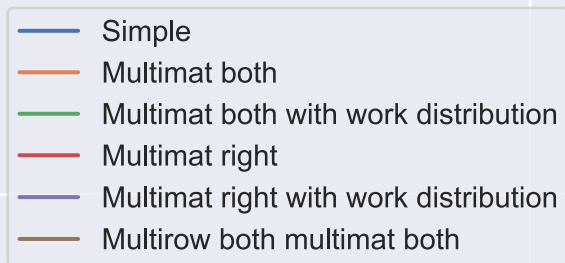 Simple
Multimat both
Multimat both with work distribution
Multimat right
Multimat right with work distribution
Multirow both multimat both